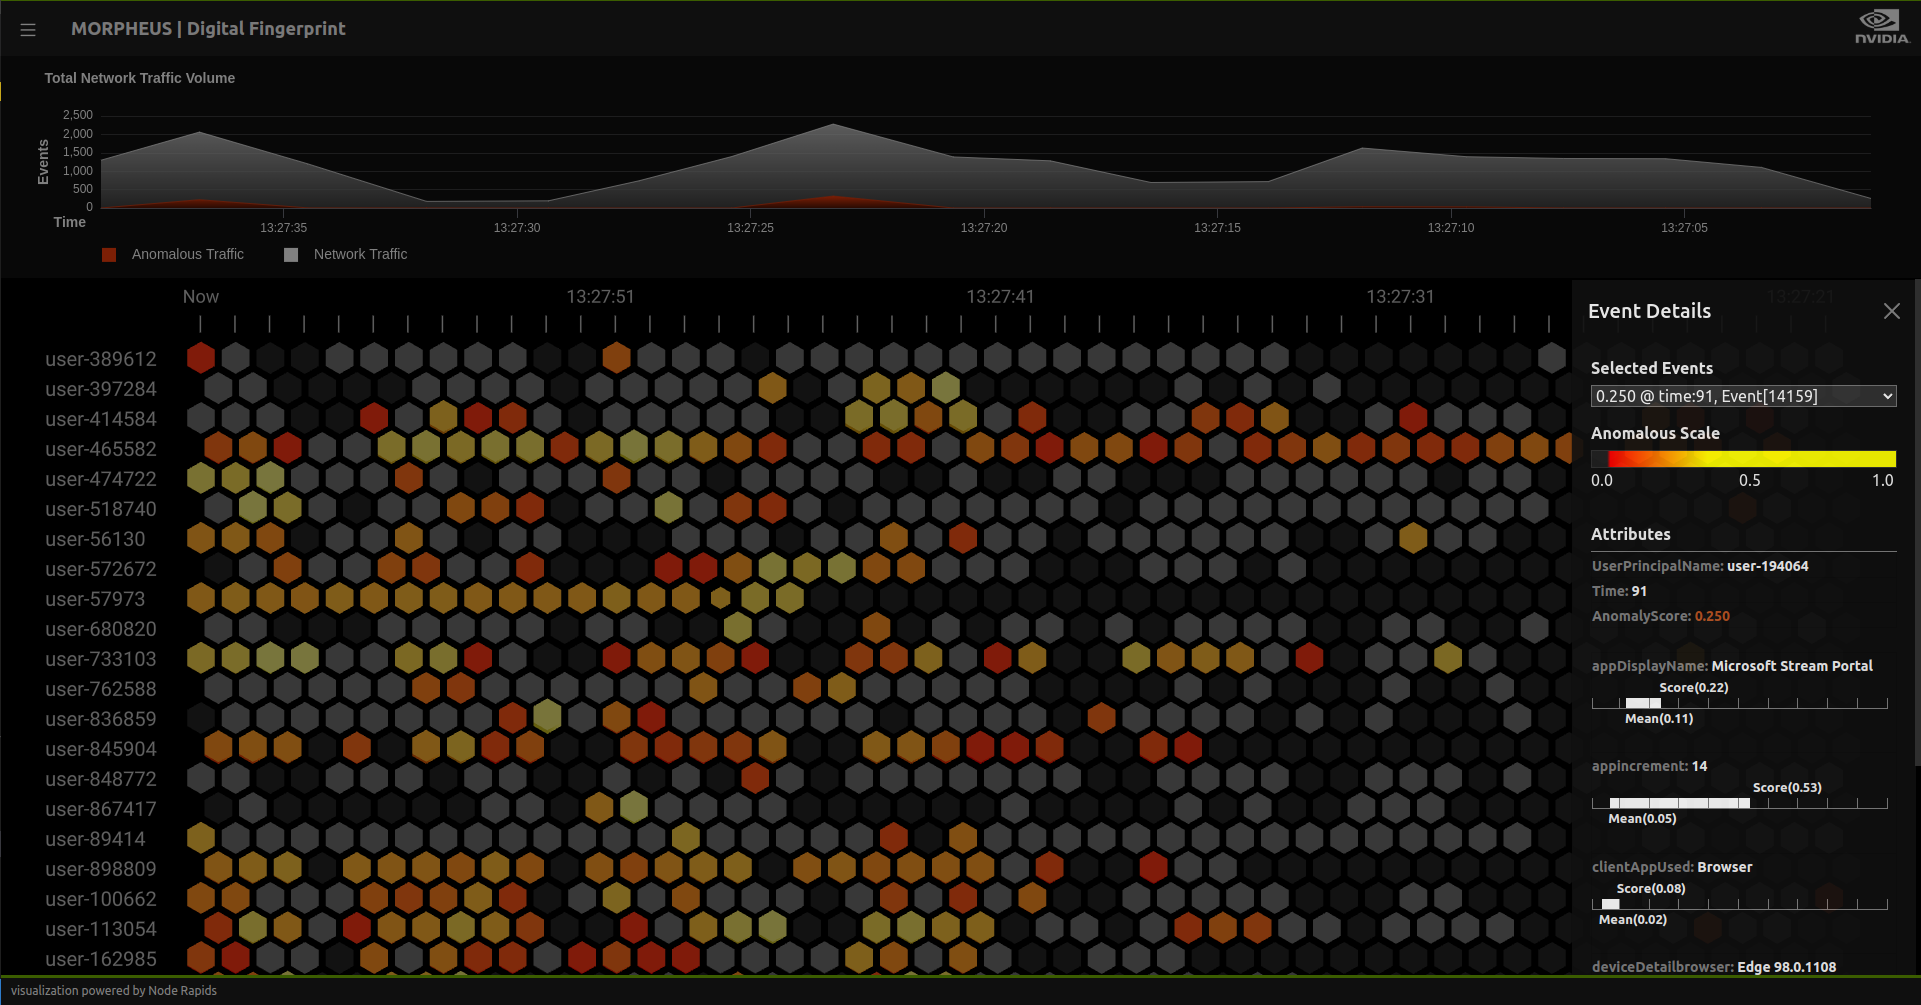 MORPHEUS | Digital Fingerprint
NVIDIA
Total Network Traffic Volume
2,500
2,000
1,500
1,000
500
0
Events
Time
13:27:35
13:27:30
13:27:25
13:27:20
13:27:15
13:27:10
13:27:05
Anomalous Traffic
Network Traffic
Now
13:27:51
13:27:41
13:27:31
13:27:21
user-389612
user-397284
user-414584
user-465582
user-474722
user-518740
user-56130
user-572672
user-57973
user-680820
user-733103
user-762588
user-836859
user-845904
user-848772
user-867417
user-89414
user-898809
user-100662
user-113054
user-162985
Event Details
Selected Events
0.250 @ time:91, Event[14159]
Anomalous Scale
0.0
0.5
1.0
Attributes
UserPrincipalName: user-194064
Time: 91
AnomalyScore: 0.250
appDisplayName: Microsoft Stream Portal
Score(0.22)
Mean(0.11)
appincrement: 14
Score(0.53)
Mean(0.05)
clientAppUsed: Browser
Score(0.08)
Mean(0.02)
deviceDetailbrowser: Edge 98.0.1108
visualization powered by Node Rapids